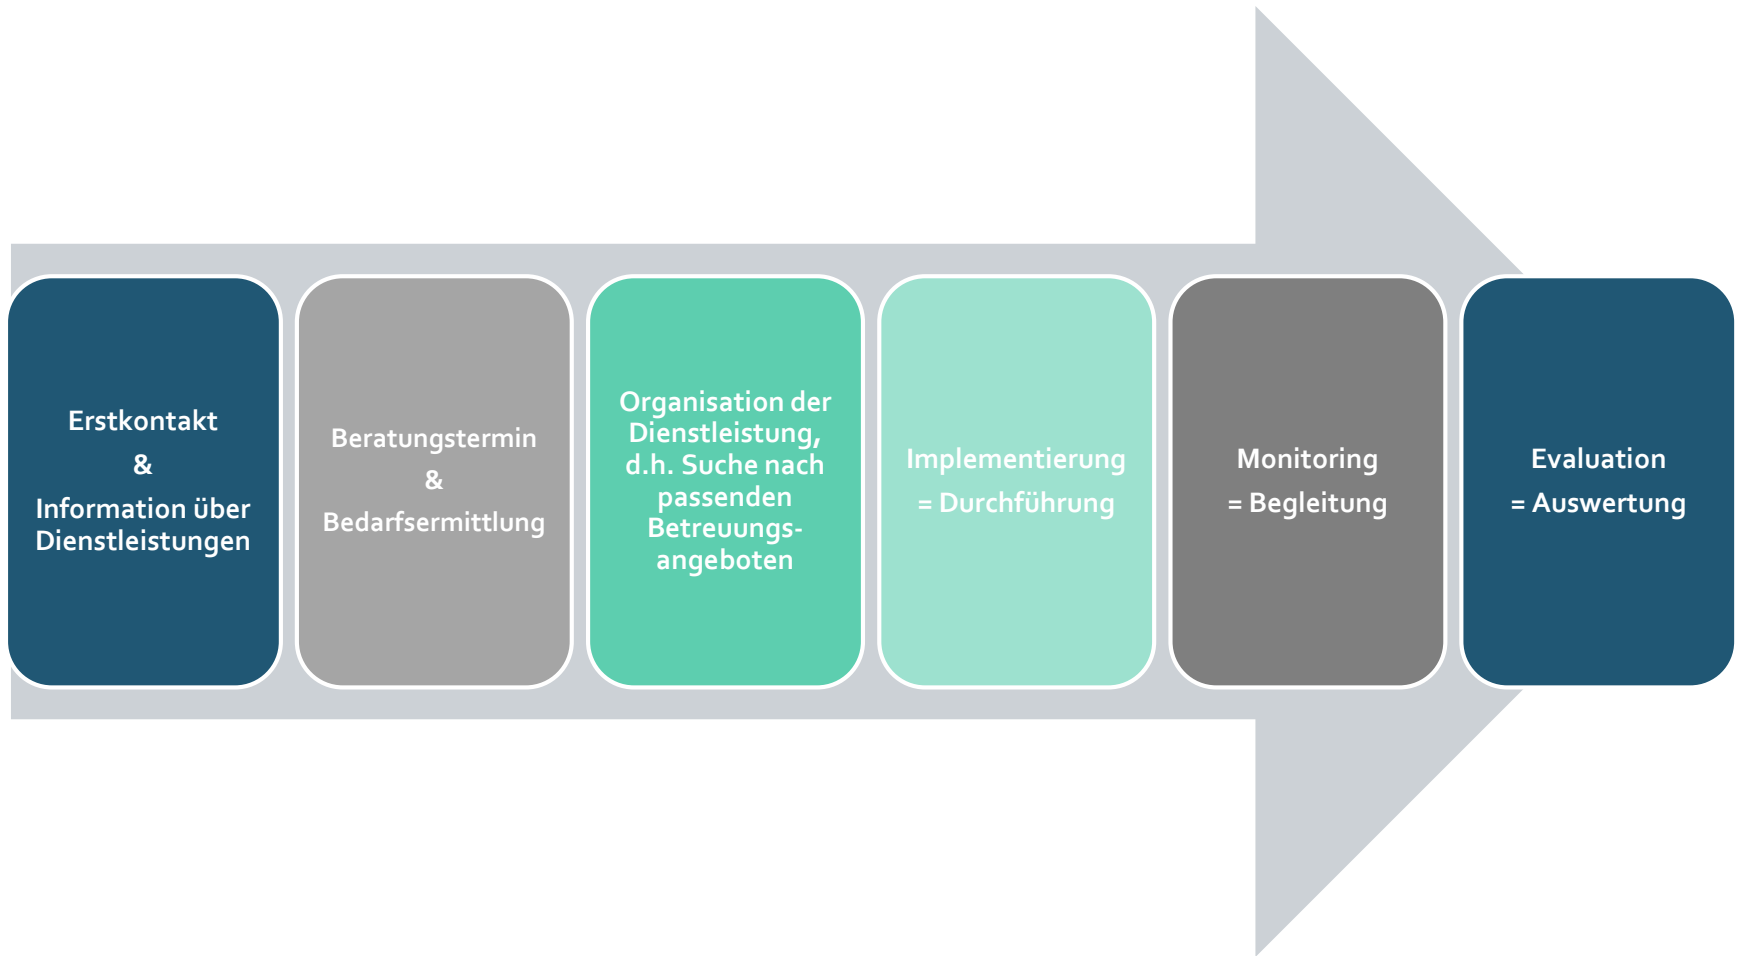 Erstkontakt
&
Information über
Dienstleistungen
Beratungstermin
&
Bedarfsermittlung
Organisation der
Dienstleistung,
d.h. Suche nach
passenden
Betreuungs-
angeboten
Implementierung
= Durchführung
Monitoring
= Begleitung
Evaluation
= Auswertung